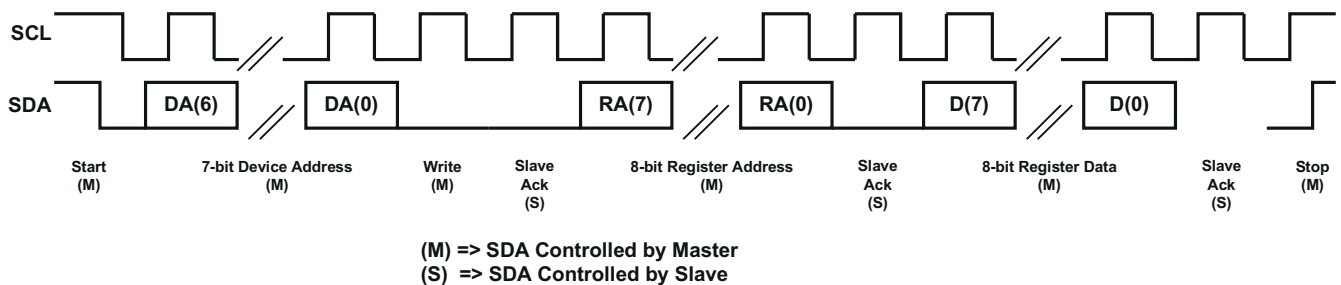 SCL
SDA
DA(6)
DA(0)
RA(7)
RA(0)
D(7)
D(0)
Start
(M)
7-bit Device Address
(M)
Write
(M)
Slave
Ack
(S)
8-bit Register Address
(M)
Slave
Ack
(S)
8-bit Register Data
(M)
Slave
Ack
(S)
Stop
(M)
(M) => SDA Controlled by Master
(S) => SDA Controlled by Slave